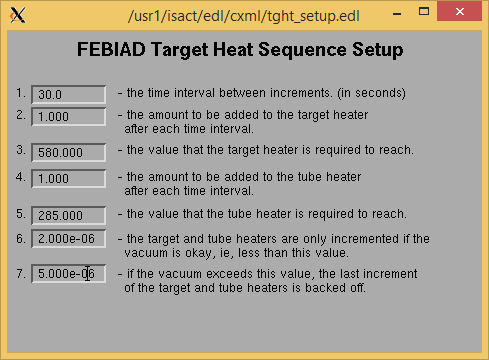 /usr1/isact/edl/cxml/tght_setup.edl
FEBIAD Target Heat Sequence Setup
1. 30.0 - the time interval between increments. (in seconds)
2. 1.000 - the amount to be added to the target heater
after each time interval.
3. 580.000 - the value that the target heater is required to reach.
4. 1.000 - the amount to be added to the tube heater
after each time interval.
5. 285.000 - the value that the tube heater is required to reach.
6. 2.000e-06 - the target and tube heaters are only incremented if the
vacuum is okay, ie, less than this value.
7. 5.000e-06 - if the vacuum exceeds this value, the last increment
of the target and tube heaters is backed off.